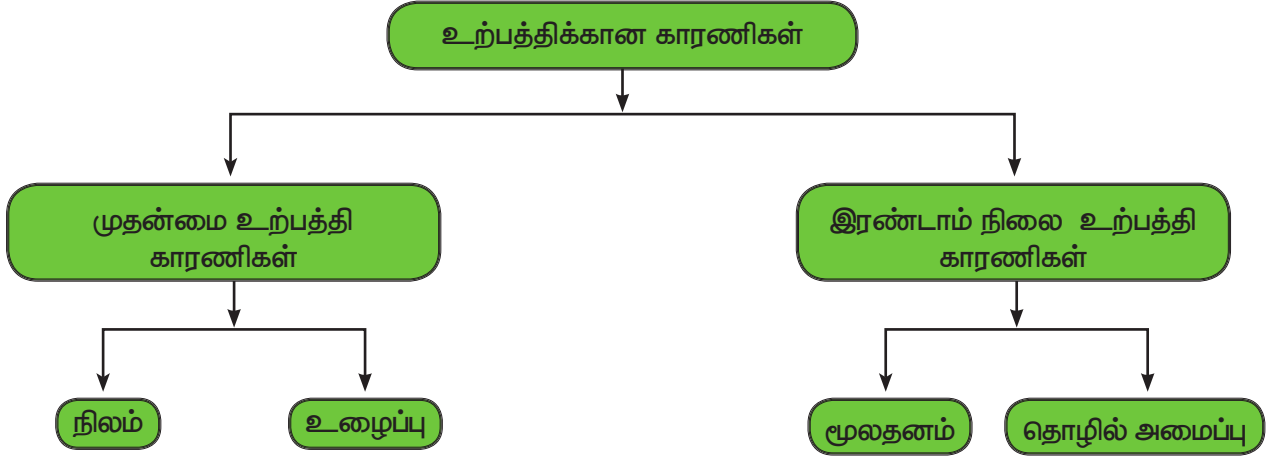 உற்பத்திக்கான காரணிகள்
முதன்மை உற்பத்தி
காரணிகள்
இரண்டாம் நிலை உற்பத்தி
காரணிகள்
நிலம்
உழைப்பு
மூலதனம்
தொழில் அமைப்பு